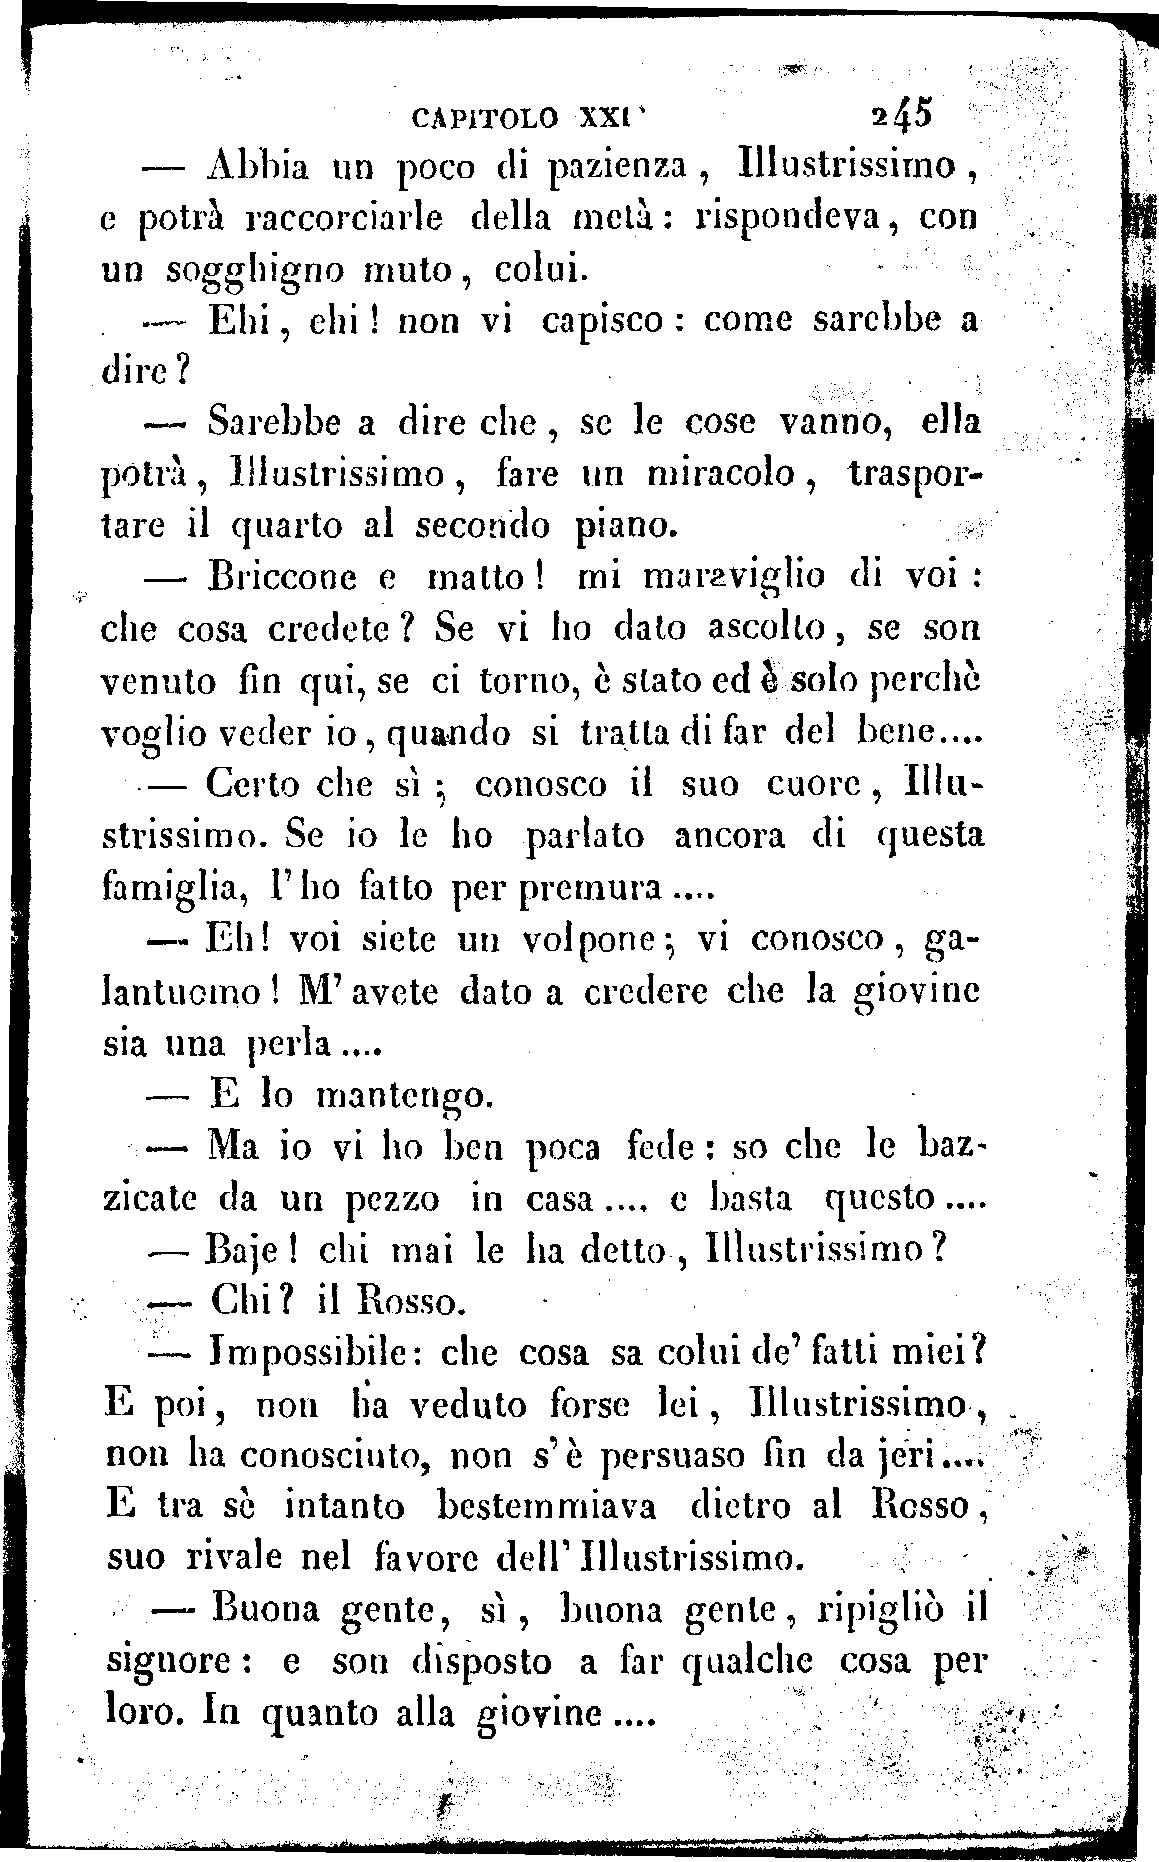 CAPITOLO XXI 245
— Abbia un poco di pazienza, Illustrissimo,
e potrà raccorciarle della metà: rispondeva, con
un sogghigno muto, colui.
— Ehi, ehi! non vi capisco: come sarebbe a
dire?
— Sarebbe a dire che, se le cose vanno, ella
potrà, Illustrissimo, fare un miracolo, traspor-
tare il quarto al secondo piano.
— Briccone e matto! mi maraviglio di voi:
che cosa credete? Se vi ho dato ascolto, se son
venuto fin qui, se ci torno, è stato ed è solo perchè
voglio veder io, quando si tratta di far del bene....
— Certo che sì; conosco il suo cuore, Illu-
strissimo. Se io le ho parlato ancora di questa
famiglia, l'ho fatto per premura....
— Eh! voi siete un volpone; vi conosco, ga-
lantuomo! M'avete dato a credere che la giovine
sia una perla....
— E lo mantengo.
— Ma io vi ho ben poca fede: so che le baz-
zicate da un pezzo in casa.... e basta questo....
— Baje! chi mai le ha detto, Illustrissimo?
— Chi? il Rosso.
— Impossibile: che cosa sa colui de' fatti miei?
E poi, non ha veduto forse lei, Illustrissimo,
non ha conosciuto, non s'è persuaso fin da jeri....
E tra sè intanto bestemmiava dietro al Rosso,
suo rivale nel favore dell'Illustrissimo.
— Buona gente, sì, buona gente, ripigliò il
signore: e son disposto a far qualche cosa per
loro. In quanto alla giovine....